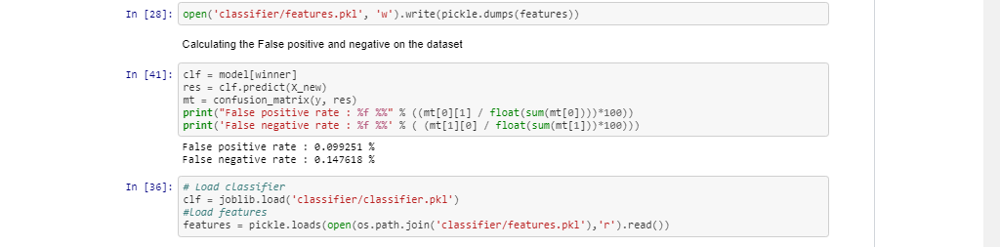 In [28]: open('classifier/features.pkl', 'w').write(pickle.dumps(features))
Calculating the False positive and negative on the dataset
In [41]: clf = model[winner]
res = clf.predict(X_new)
mt = confusion_matrix(y, res)
print("False positive rate : %f %%" % ((mt[0][1] / float(sum(mt[0])))*100))
print('False negative rate : %f %%' % ( (mt[1][0] / float(sum(mt[1]))*100)))
False positive rate : 0.099251 %
False negative rate : 0.147618 %
In [36]: # Load classifier
clf = joblib.load('classifier/classifier.pkl')
#Load features
features = pickle.loads(open(os.path.join('classifier/features.pkl'),'r').read())